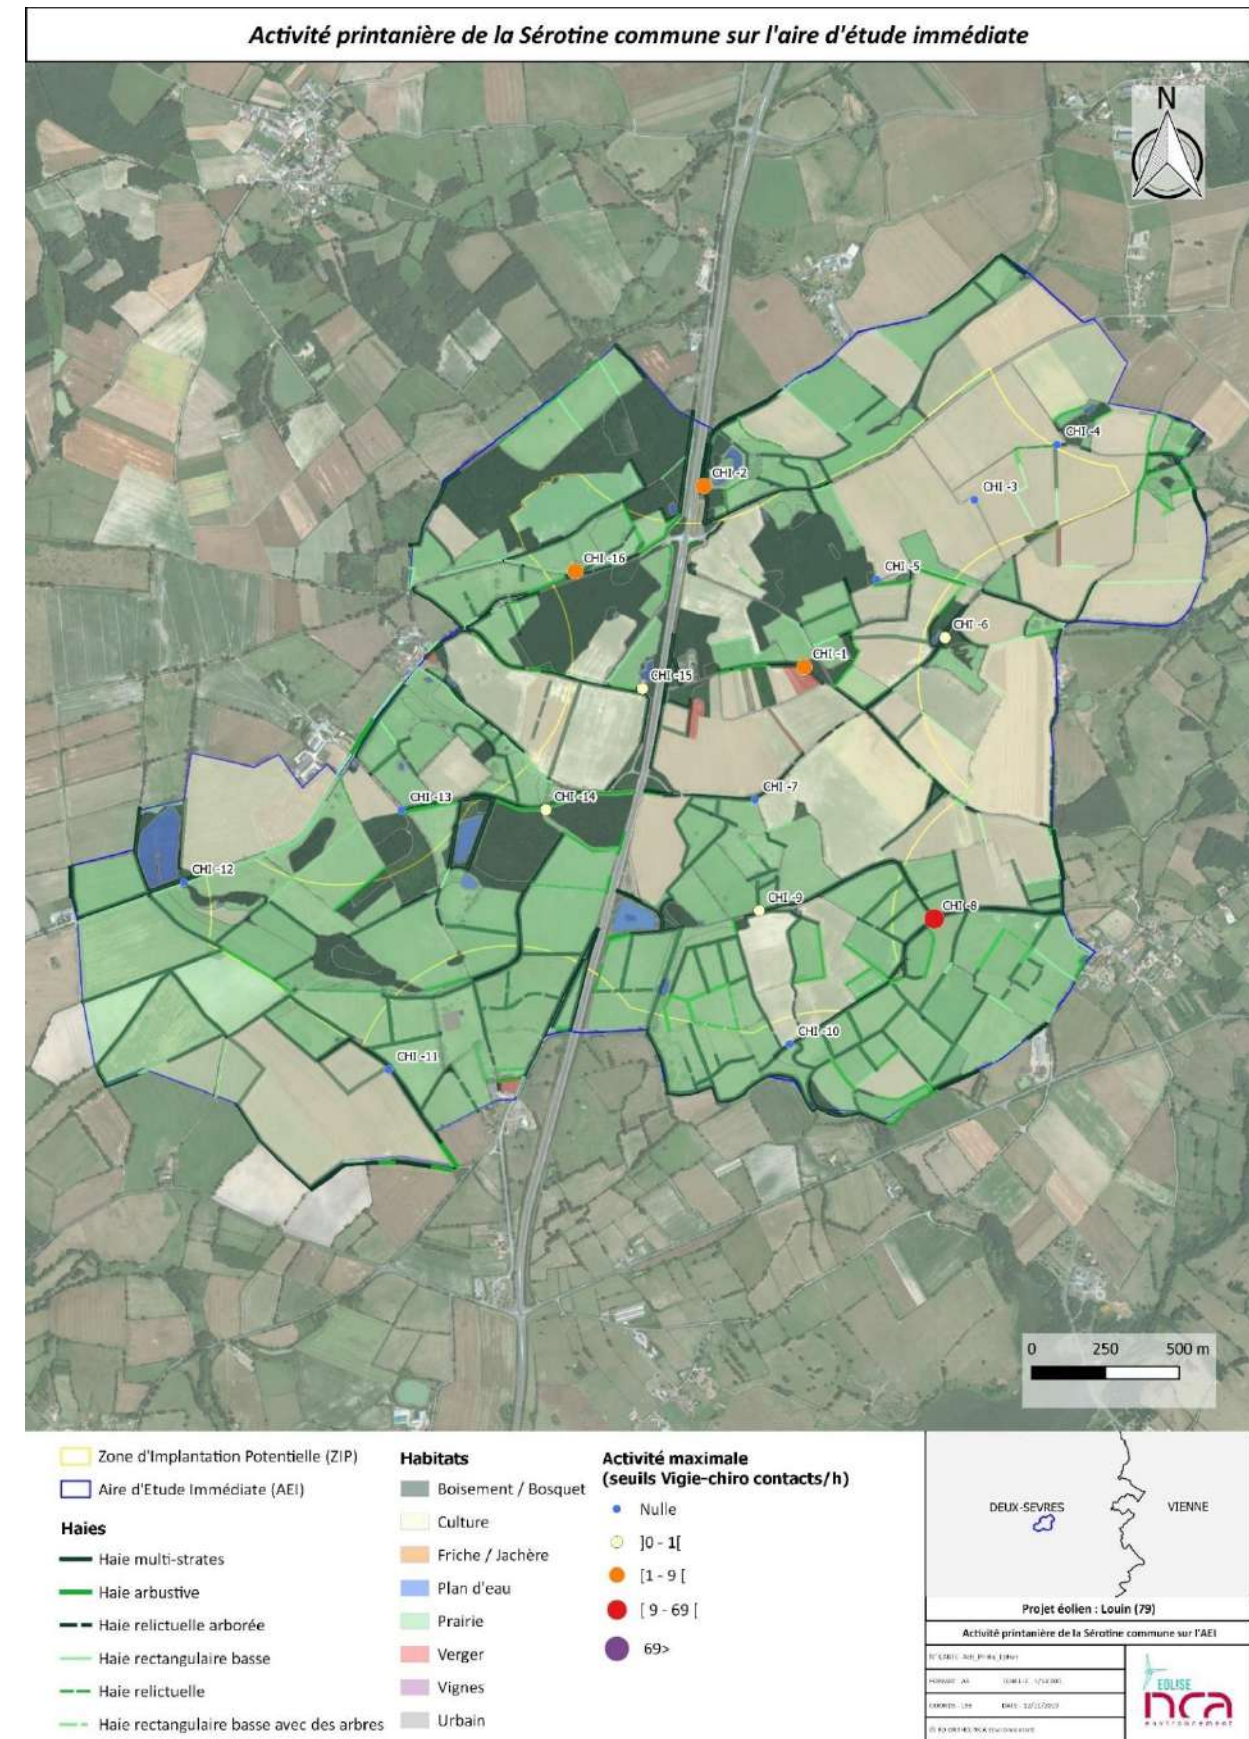 Activité printanière de la Sérotine commune sur l'aire d'étude immédiate
N
CHI -4
CHI -2
CHI -3
CHI -16
CHI -5
CHI -6
CHI -1
CHI -15
CHI -7
CHI -13
CHI -14
CHI -12
CHI -9
CHI -8
CHI -10
CHI -11
0 250 500 m
Zone d'Implantation Potentielle (ZIP)
Aire d'Etude Immédiate (AEI)
Haies
Haie multi-strates
Haie arbustive
Haie relictuelle arborée
Haie rectangulaire basse
Haie relictuelle
Haie rectangulaire basse avec des arbres
Habitats
Boisement / Bosquet
Culture
Friche / Jachère
Plan d'eau
Prairie
Verger
Vignes
Urbain
Activité maximale
(seuils Vigie-chiro contacts/h)
Nulle
]0 - 1[
[1 - 9 [
[ 9 - 69 [
69>
DEUX-SEVRES
VIENNE
Projet éolien : Louin (79)
Activité printanière de la Sérotine commune sur l'AEI
EOLISE
nca
environnement